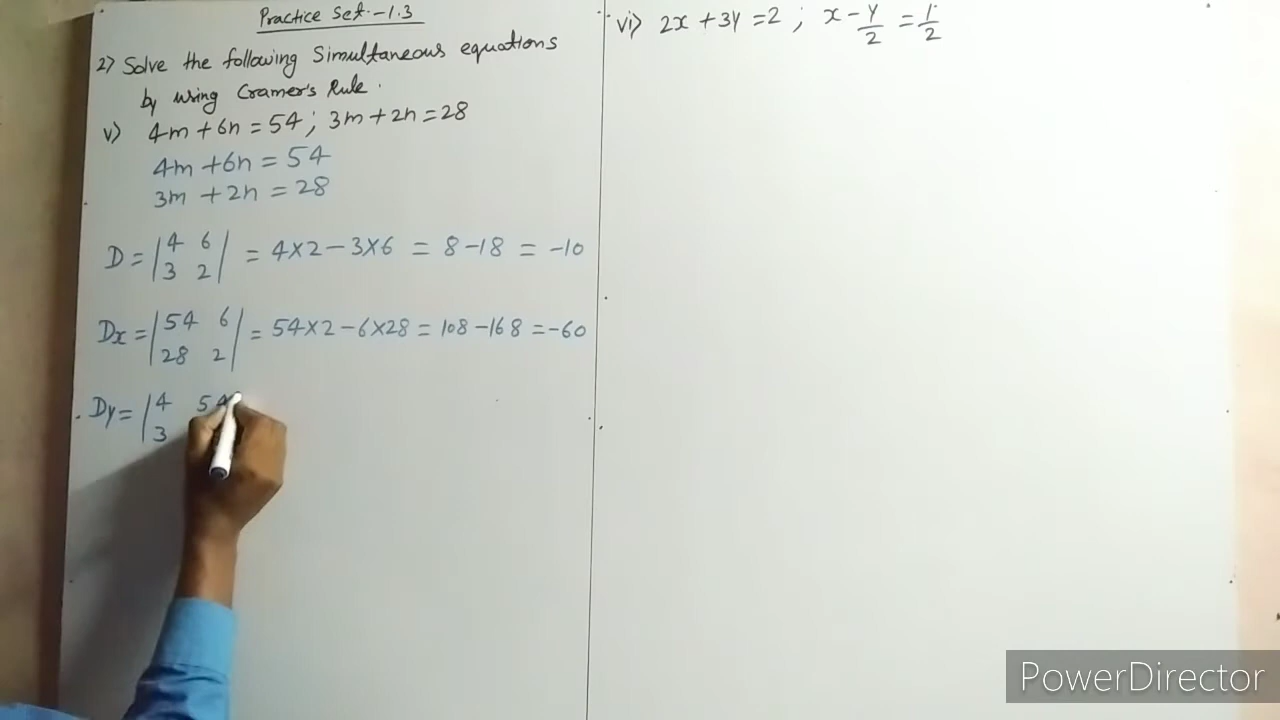 Practice Set - 1.3
2) Solve the following Simultaneous equations
by using Cramer's Rule.
v) 4m + 6n = 54 ; 3m + 2n = 28
4m + 6n = 54
3m + 2n = 28
D = |4 6|
|3 2| = 4×2 - 3×6 = 8 - 18 = -10
Dx = |54 6|
|28 2| = 54×2 - 6×28 = 108 - 168 = -60
Dy = |4 54
|3
vi) 2x + 3y = 2 ; x - y/2 = 1/2
PowerDirector